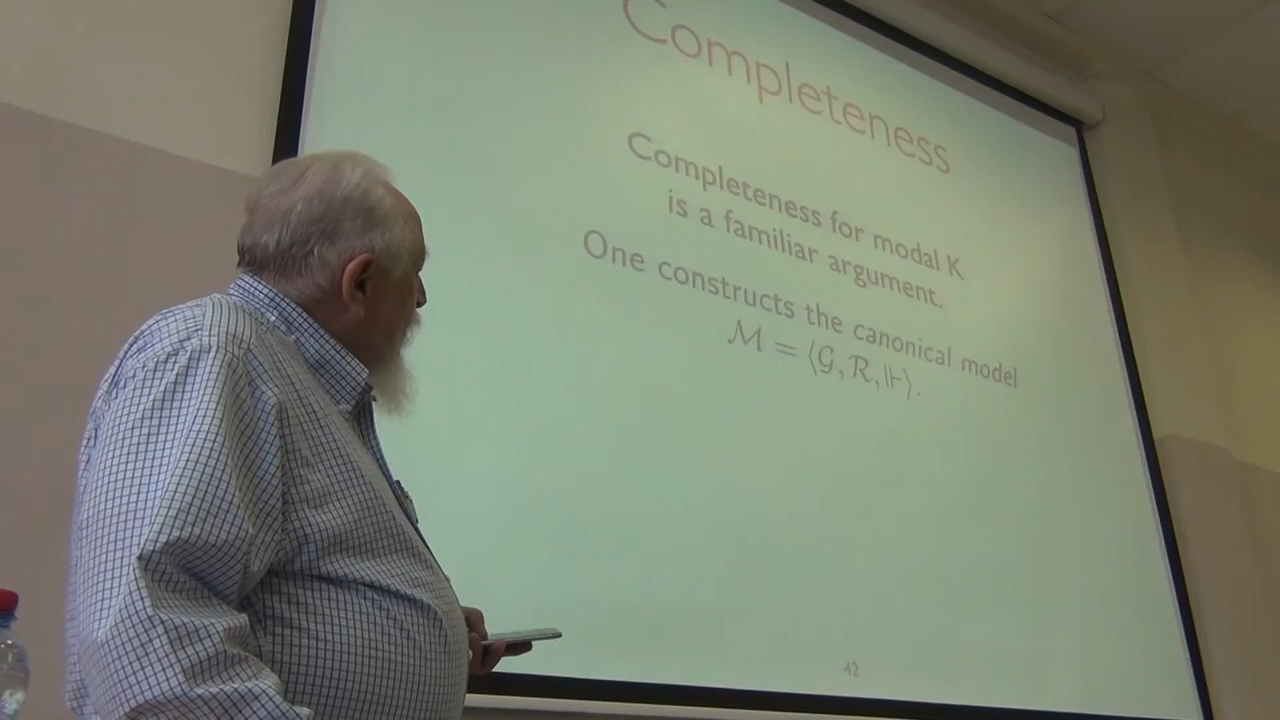 Completeness
Completeness for modal K
is a familiar argument.
One constructs the canonical model
ℳ = ⟨𝒢, ℛ, ⊩⟩.
42